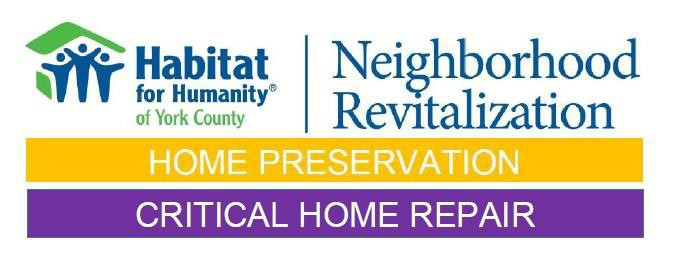 Habitat
for Humanity®
of York County
Neighborhood
Revitalization
HOME PRESERVATION
CRITICAL HOME REPAIR